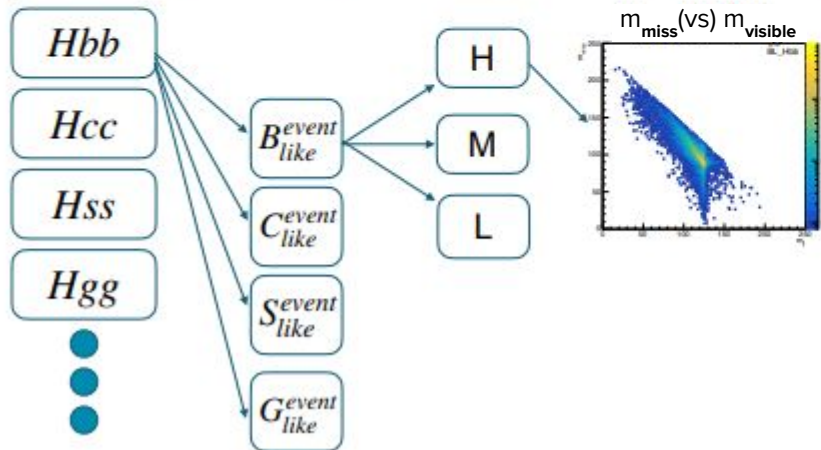 m_miss(vs) m_visible
Hbb
Hcc
Hss
Hgg
B^event_like
C^event_like
S^event_like
G^event_like
H
M
L